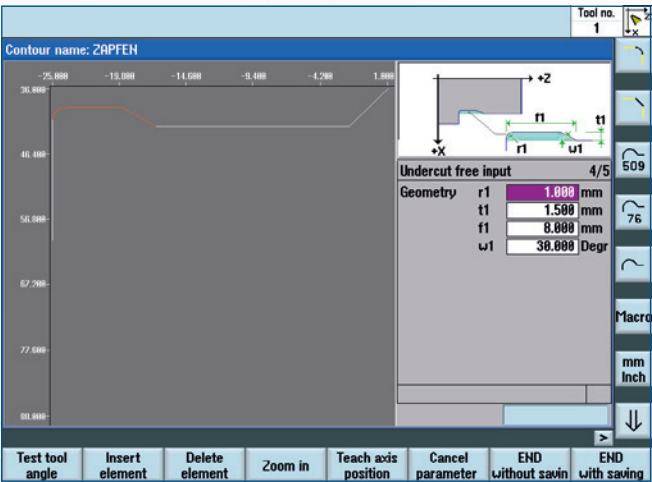 Tool no.
1
Z
X
Contour name: ZAPFEN
-25.000 -19.800 -14.600 -9.400 -4.200 1.000
36.000
46.400
56.800
67.200
77.600
88.000
+Z
f1
t1
r1
w1
+X
Undercut free input 4/5
Geometry r1 1.000 mm
t1 1.500 mm
f1 8.000 mm
w1 30.000 Degr
509
76
Macro
mm
Inch
>
Test tool
angle
Insert
element
Delete
element
Zoom in
Teach axis
position
Cancel
parameter
END
without savin
END
with saving